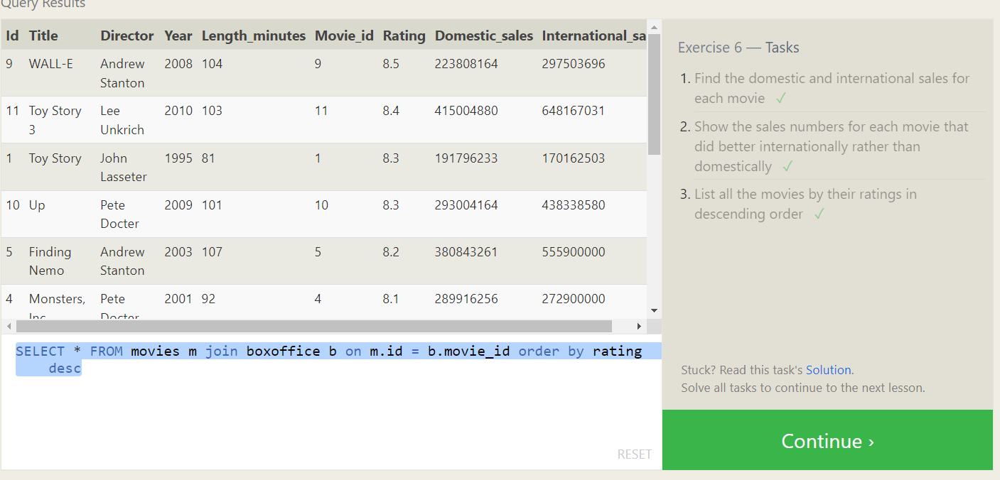 Query Results
Id Title Director Year Length_minutes Movie_id Rating Domestic_sales International_sa
9 WALL-E Andrew 2008 104 9 8.5 223808164 297503696
Stanton
11 Toy Story Lee 2010 103 11 8.4 415004880 648167031
3 Unkrich
1 Toy Story John 1995 81 1 8.3 191796233 170162503
Lasseter
10 Up Pete 2009 101 10 8.3 293004164 438338580
Docter
5 Finding Andrew 2003 107 5 8.2 380843261 555900000
Nemo Stanton
4 Monsters, Pete 2001 92 4 8.1 289916256 272900000
Inc. Docter
SELECT * FROM movies m join boxoffice b on m.id = b.movie_id order by rating
desc
RESET
Exercise 6 — Tasks
1. Find the domestic and international sales for
each movie ✓
2. Show the sales numbers for each movie that
did better internationally rather than
domestically ✓
3. List all the movies by their ratings in
descending order ✓
Stuck? Read this task's Solution.
Solve all tasks to continue to the next lesson.
Continue ›